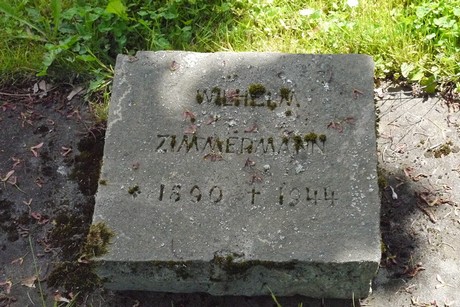 WILHELM
ZIMMERMANN
* 1890 † 1944